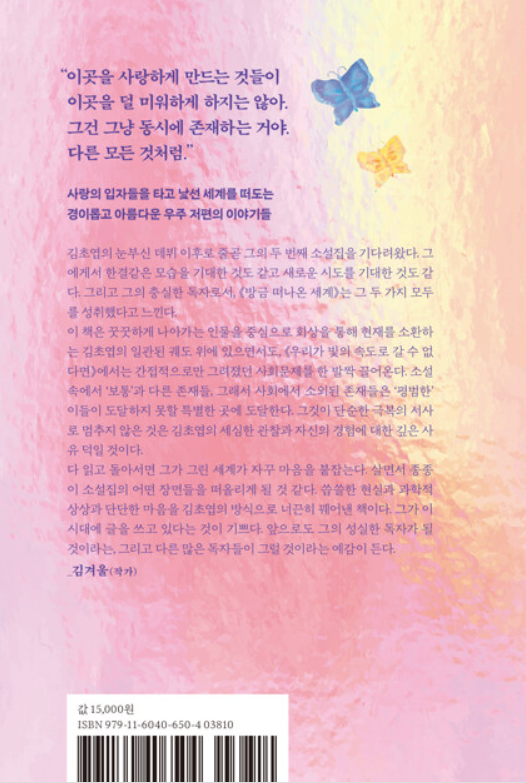 “이곳을 사랑하게 만드는 것들이
이곳을 덜 미워하게 하지는 않아.
그건 그냥 동시에 존재하는 거야.
다른 모든 것처럼.”
사랑의 입자들을 타고 낯선 세계를 떠도는
경이롭고 아름다운 우주 저편의 이야기들
김초엽의 눈부신 데뷔 이후로 줄곧 그의 두 번째 소설집을 기다려왔다. 그
에게서 한결같은 모습을 기대한 것도 같고 새로운 시도를 기대한 것도 같
다. 그리고 그의 충실한 독자로서, 《방금 떠나온 세계》는 그 두 가지 모두
를 성취했다고 느낀다.
이 책은 꿋꿋하게 나아가는 인물을 중심으로 회상을 통해 현재를 소환하
는 김초엽의 일관된 궤도 위에 있으면서도, 《우리가 빛의 속도로 갈 수 없
다면》에서는 간접적으로만 그려졌던 사회문제를 한 발짝 끌어온다. 소설
속에서 ‘보통’과 다른 존재들, 그래서 사회에서 소외된 존재들은 ‘평범한’
이들이 도달하지 못할 특별한 곳에 도달한다. 그것이 단순한 극복의 서사
로 멈추지 않은 것은 김초엽의 세심한 관찰과 자신의 경험에 대한 깊은 사
유 덕일 것이다.
다 읽고 돌아서면 그가 그린 세계가 자꾸 마음을 붙잡는다. 살면서 종종
이 소설집의 어떤 장면들을 떠올리게 될 것 같다. 씁쓸한 현실과 과학적
상상과 단단한 마음을 김초엽의 방식으로 너끈히 꿰어낸 책이다. 그가 이
시대에 글을 쓰고 있다는 것이 기쁘다. 앞으로도 그의 성실한 독자가 될
것이라는, 그리고 다른 많은 독자들이 그럴 것이라는 예감이 든다.
_김겨울(작가)
값 15,000원
ISBN 979-11-6040-650-4 03810